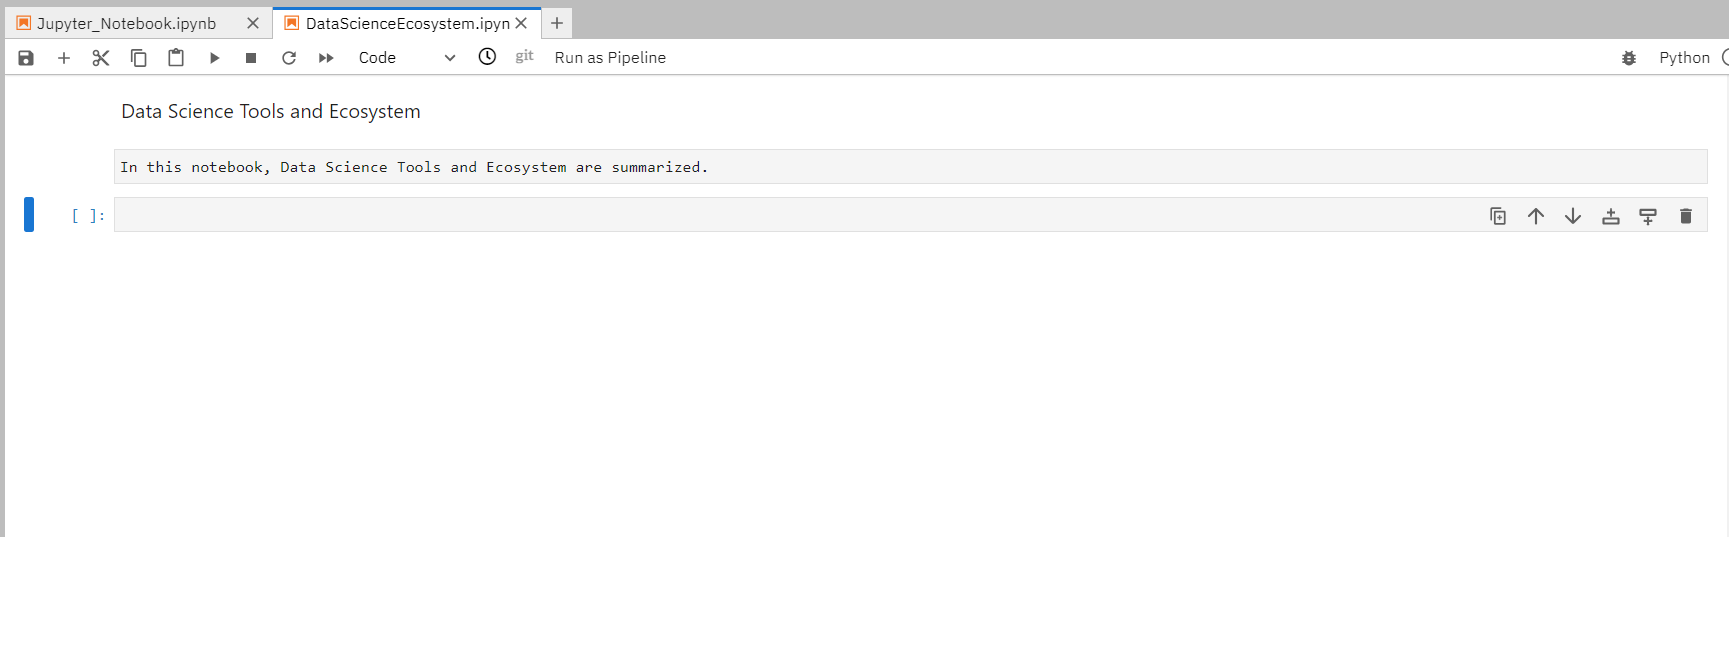 Jupyter_Notebook.ipynb
DataScienceEcosystem.ipyn
Code
git
Run as Pipeline
Python
Data Science Tools and Ecosystem
In this notebook, Data Science Tools and Ecosystem are summarized.
[ ]: